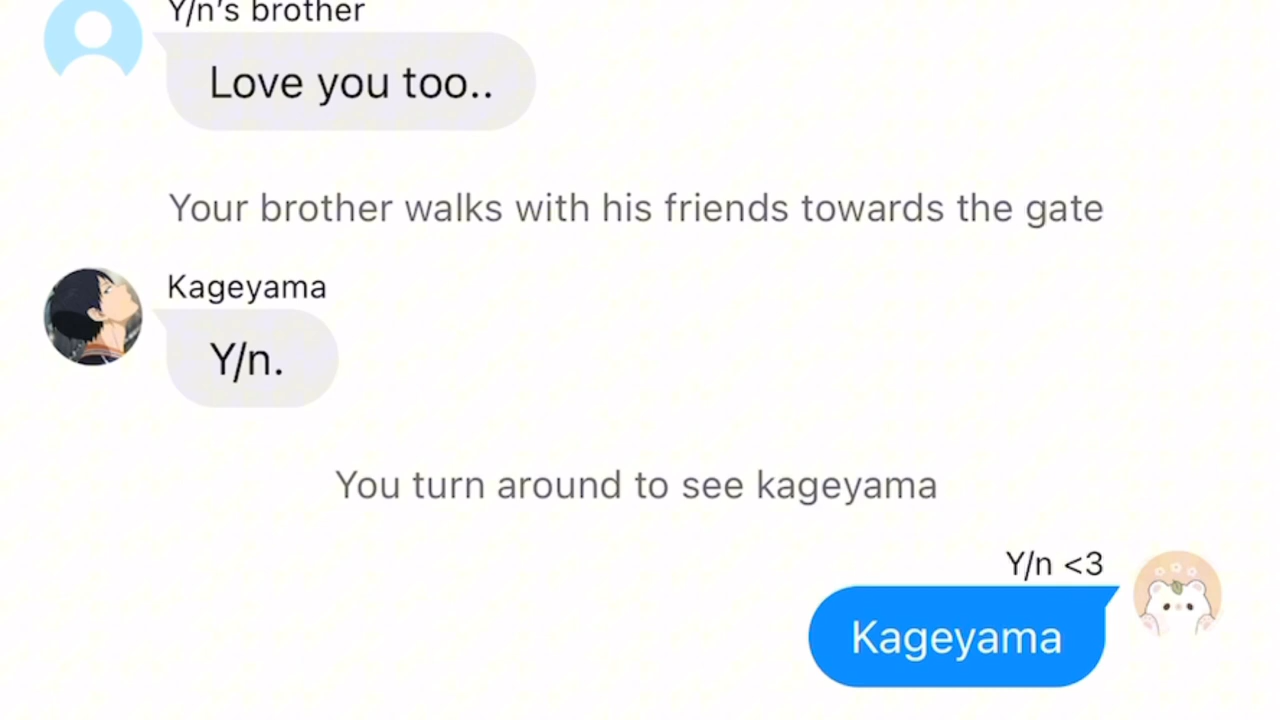 Y/n's brother
Love you too..
Your brother walks with his friends towards the gate
Kageyama
Y/n.
You turn around to see kageyama
Y/n <3
Kageyama